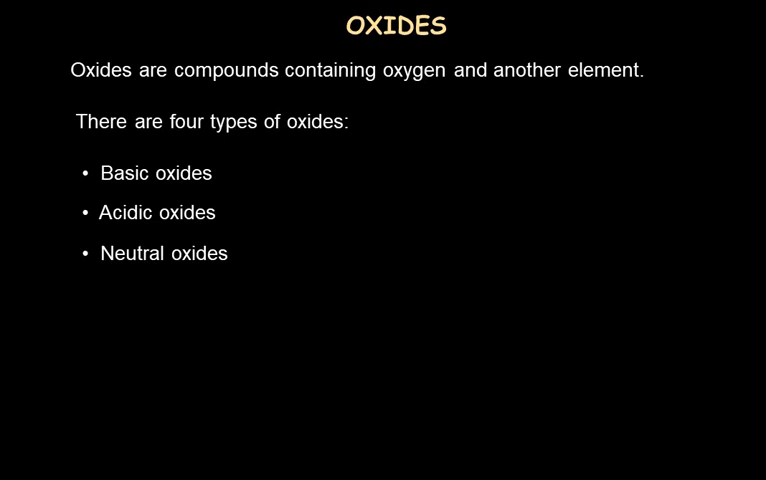 OXIDES
Oxides are compounds containing oxygen and another element.
There are four types of oxides:
• Basic oxides
• Acidic oxides
• Neutral oxides